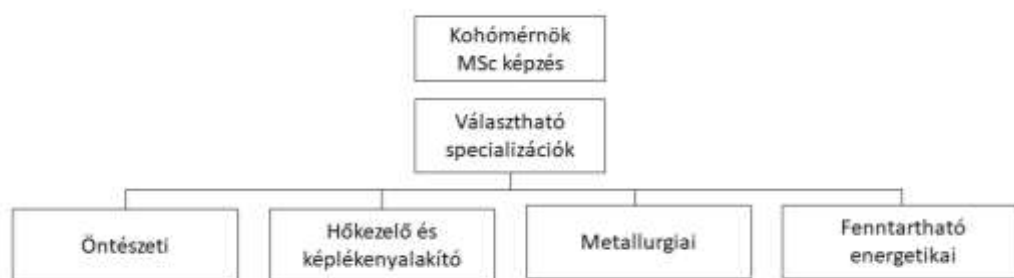 Kohómérnök
MSc képzés
Választható
specializációk
Öntészeti
Hőkezelő és
képlékenyalakító
Metallurgiai
Fenntartható
energetikai